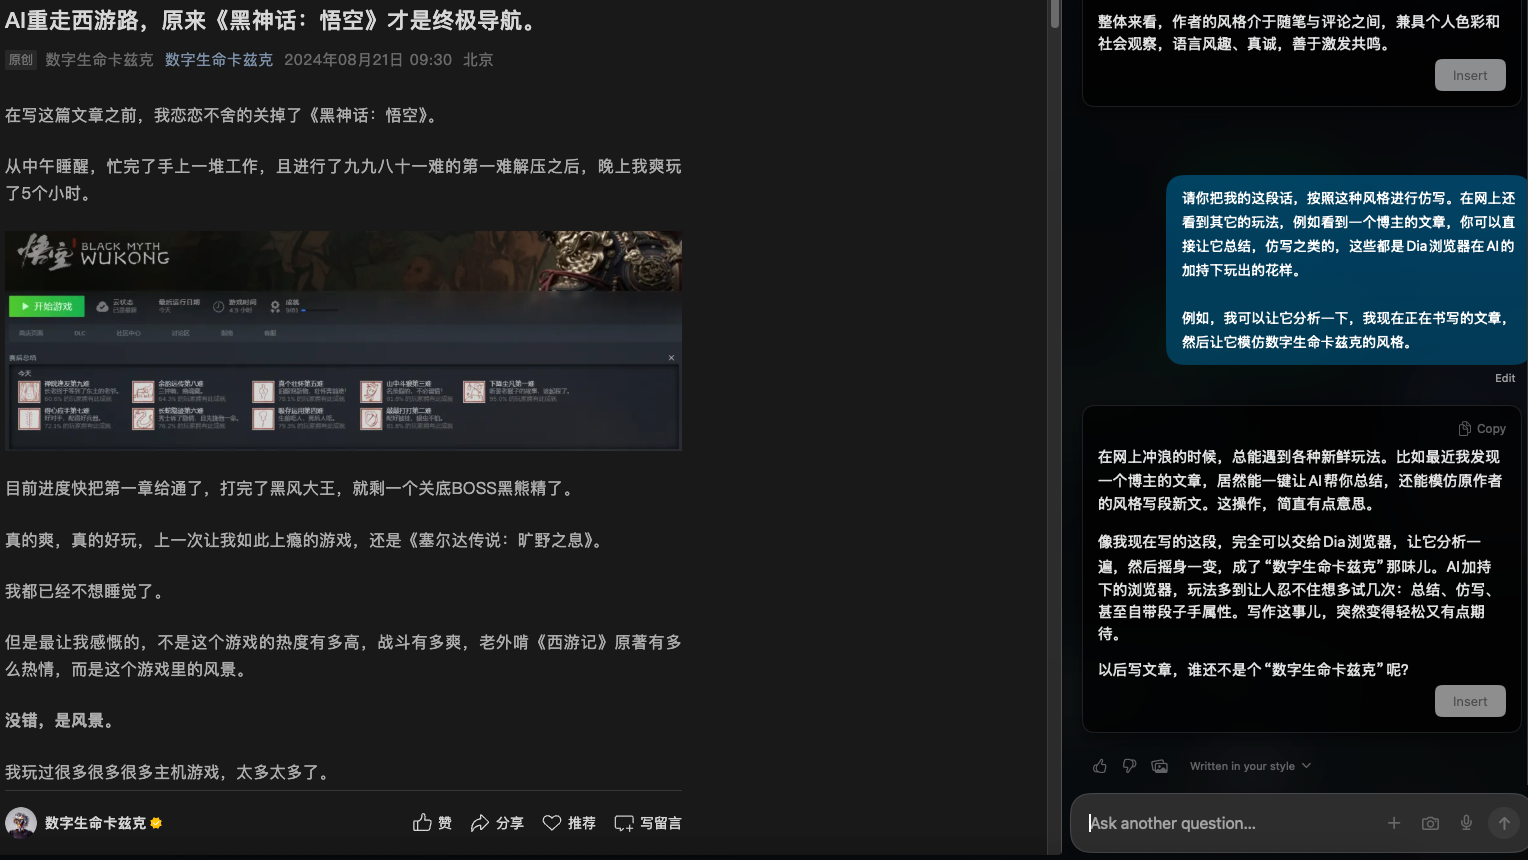 AI重走西游路，原来《黑神话：悟空》才是终极导航。
原创 数字生命卡兹克 数字生命卡兹克 2024年08月21日 09:30 北京
在写这篇文章之前，我恋恋不舍的关掉了《黑神话：悟空》。
从中午睡醒，忙完了手上一堆工作，且进行了九九八十一难的第一难解压之后，晚上我爽玩
了5个小时。
悟空 BLACK MYTH
WUKONG
开始游戏
云状态
最后运行日期
今天
游戏时间
4.9 小时
成就
DLC
社区中心
讨论区
指南
客服
今天
目前进度快把第一章给通了，打完了黑风大王，就剩一个关底BOSS黑熊精了。
真的爽，真的好玩，上一次让我如此上瘾的游戏，还是《塞尔达传说：旷野之息》。
我都已经不想睡觉了。
但是最让我感慨的，不是这个游戏的热度有多高，战斗有多爽，老外啃《西游记》原著有多
么热情，而是这个游戏里的风景。
没错，是风景。
我玩过很多很多很多主机游戏，太多太多了。
数字生命卡兹克
赞 分享 推荐 写留言
整体来看，作者的风格介于随笔与评论之间，兼具个人色彩和
社会观察，语言风趣、真诚，善于激发共鸣。
Insert
请你把我的这段话，按照这种风格进行仿写。在网上还
看到其它的玩法，例如看到一个博主的文章，你可以直
接让它总结，仿写之类的，这些都是Dia浏览器在AI的
加持下玩出的花样。
例如，我可以让它分析一下，我现在正在书写的文章，
然后让它模仿数字生命卡兹克的风格。
Edit
Copy
在网上冲浪的时候，总能遇到各种新鲜玩法。比如最近我发现
一个博主的文章，居然能一键让AI帮你总结，还能模仿原作者
的风格写段新文。这操作，简直有点意思。
像我现在写的这段，完全可以交给Dia浏览器，让它分析一
遍，然后摇身一变，成了“数字生命卡兹克”那味儿。AI加持
下的浏览器，玩法多到让人忍不住想多试几次：总结、仿写、
甚至自带段子手属性。写作这事儿，突然变得轻松又有点期
待。
以后写文章，谁还不是个“数字生命卡兹克”呢？
Insert
Written in your style
Ask another question...